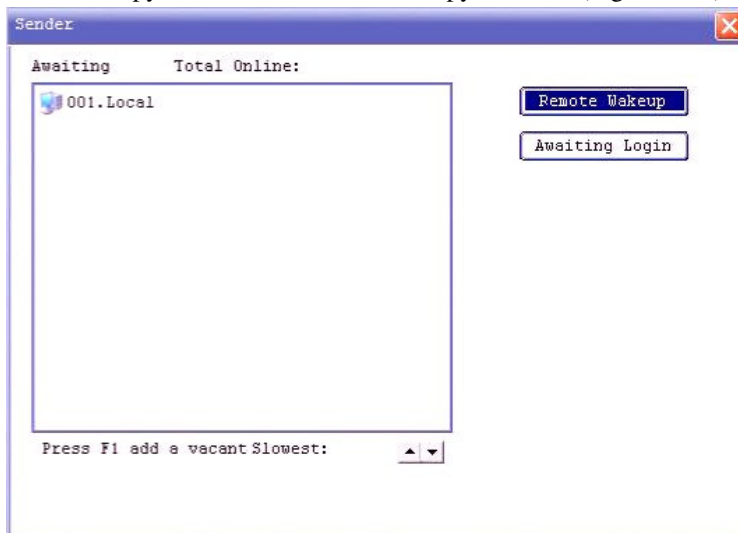 Sender
Awaiting Total Online:
001.Local
Remote Wakeup
Awaiting Login
Press F1 add a vacant Slowest: